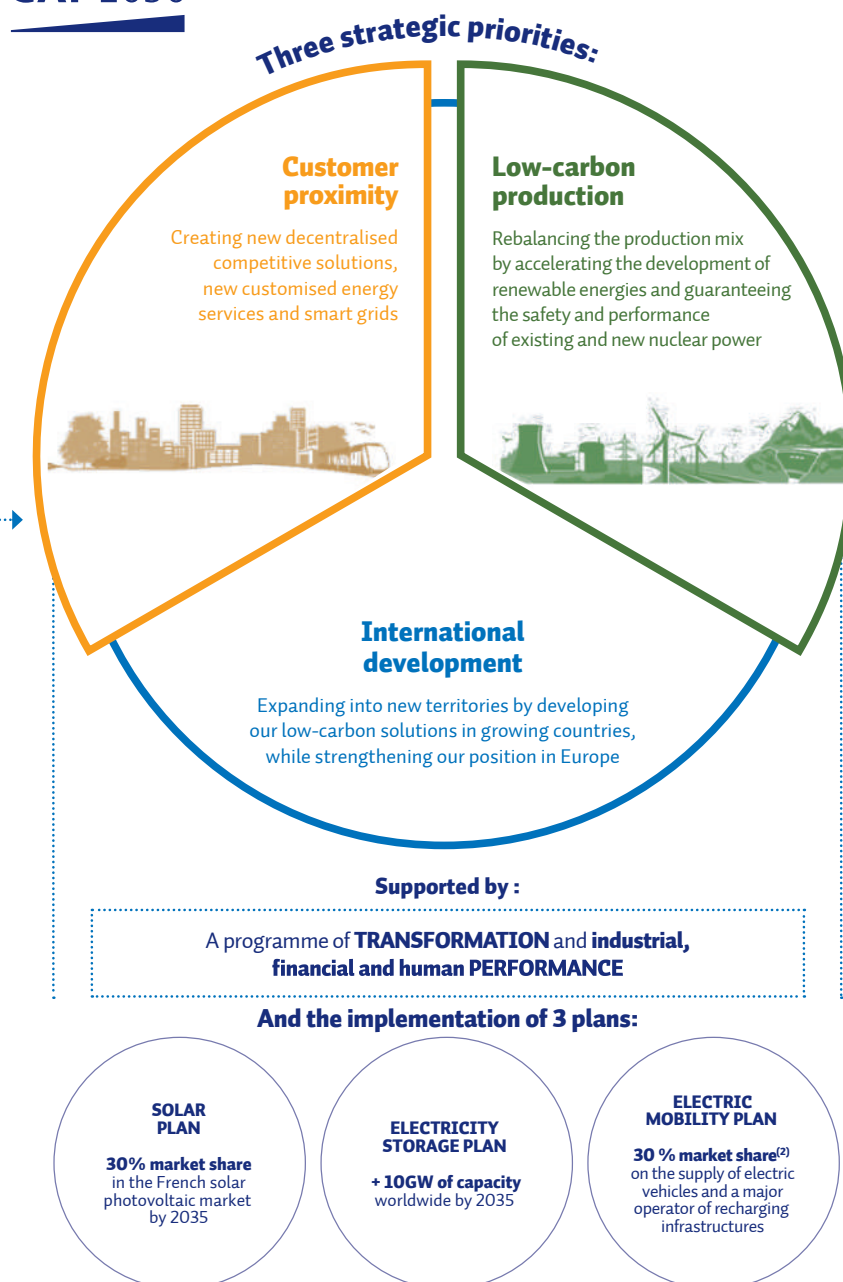 Three strategic priorities:
Customer
proximity
Creating new decentralised
competitive solutions,
new customised energy
services and smart grids
Low-carbon
production
Rebalancing the production mix
by accelerating the development of
renewable energies and guaranteeing
the safety and performance
of existing and new nuclear power
International
development
Expanding into new territories by developing
our low-carbon solutions in growing countries,
while strengthening our position in Europe
Supported by :
A programme of TRANSFORMATION and industrial,
financial and human PERFORMANCE
And the implementation of 3 plans:
SOLAR
PLAN
30% market share
in the French solar
photovoltaic market
by 2035
ELECTRICITY
STORAGE PLAN
+ 10GW of capacity
worldwide by 2035
ELECTRIC
MOBILITY PLAN
30 % market share(2)
on the supply of electric
vehicles and a major
operator of recharging
infrastructures